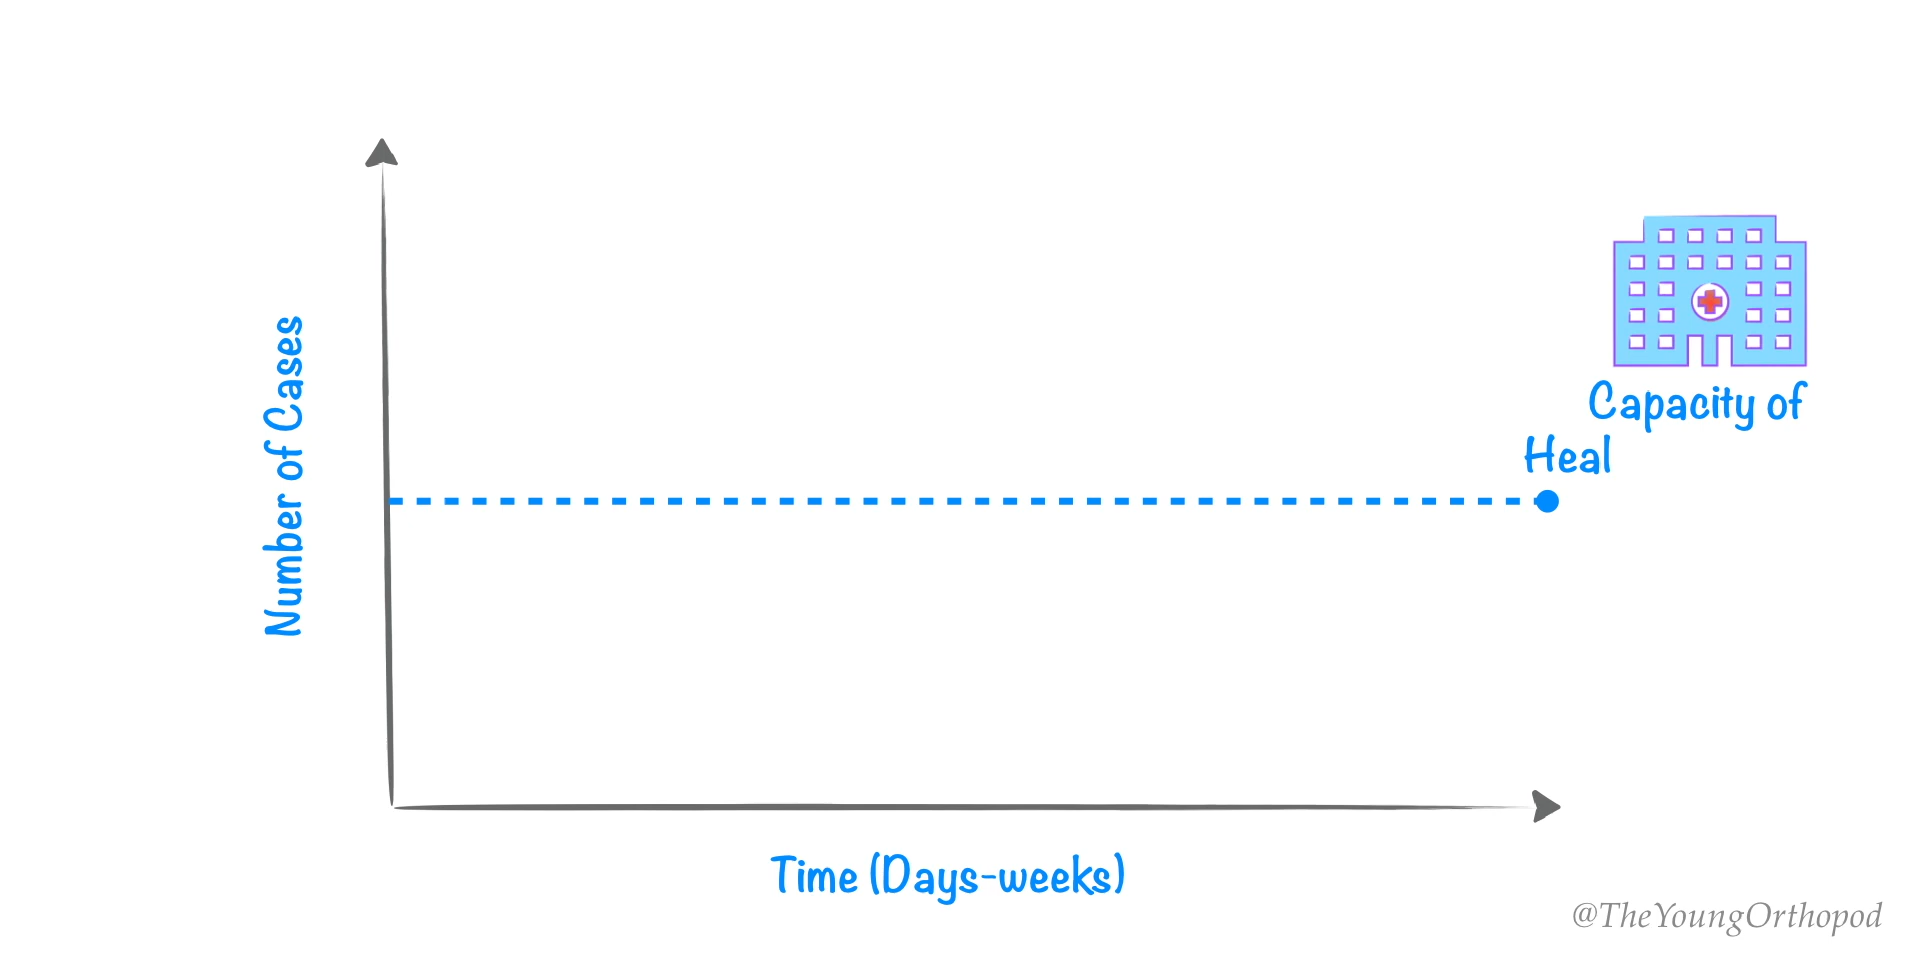 Number of Cases
Capacity of
Heal
Time (Days-weeks)
@TheYoungOrthopod